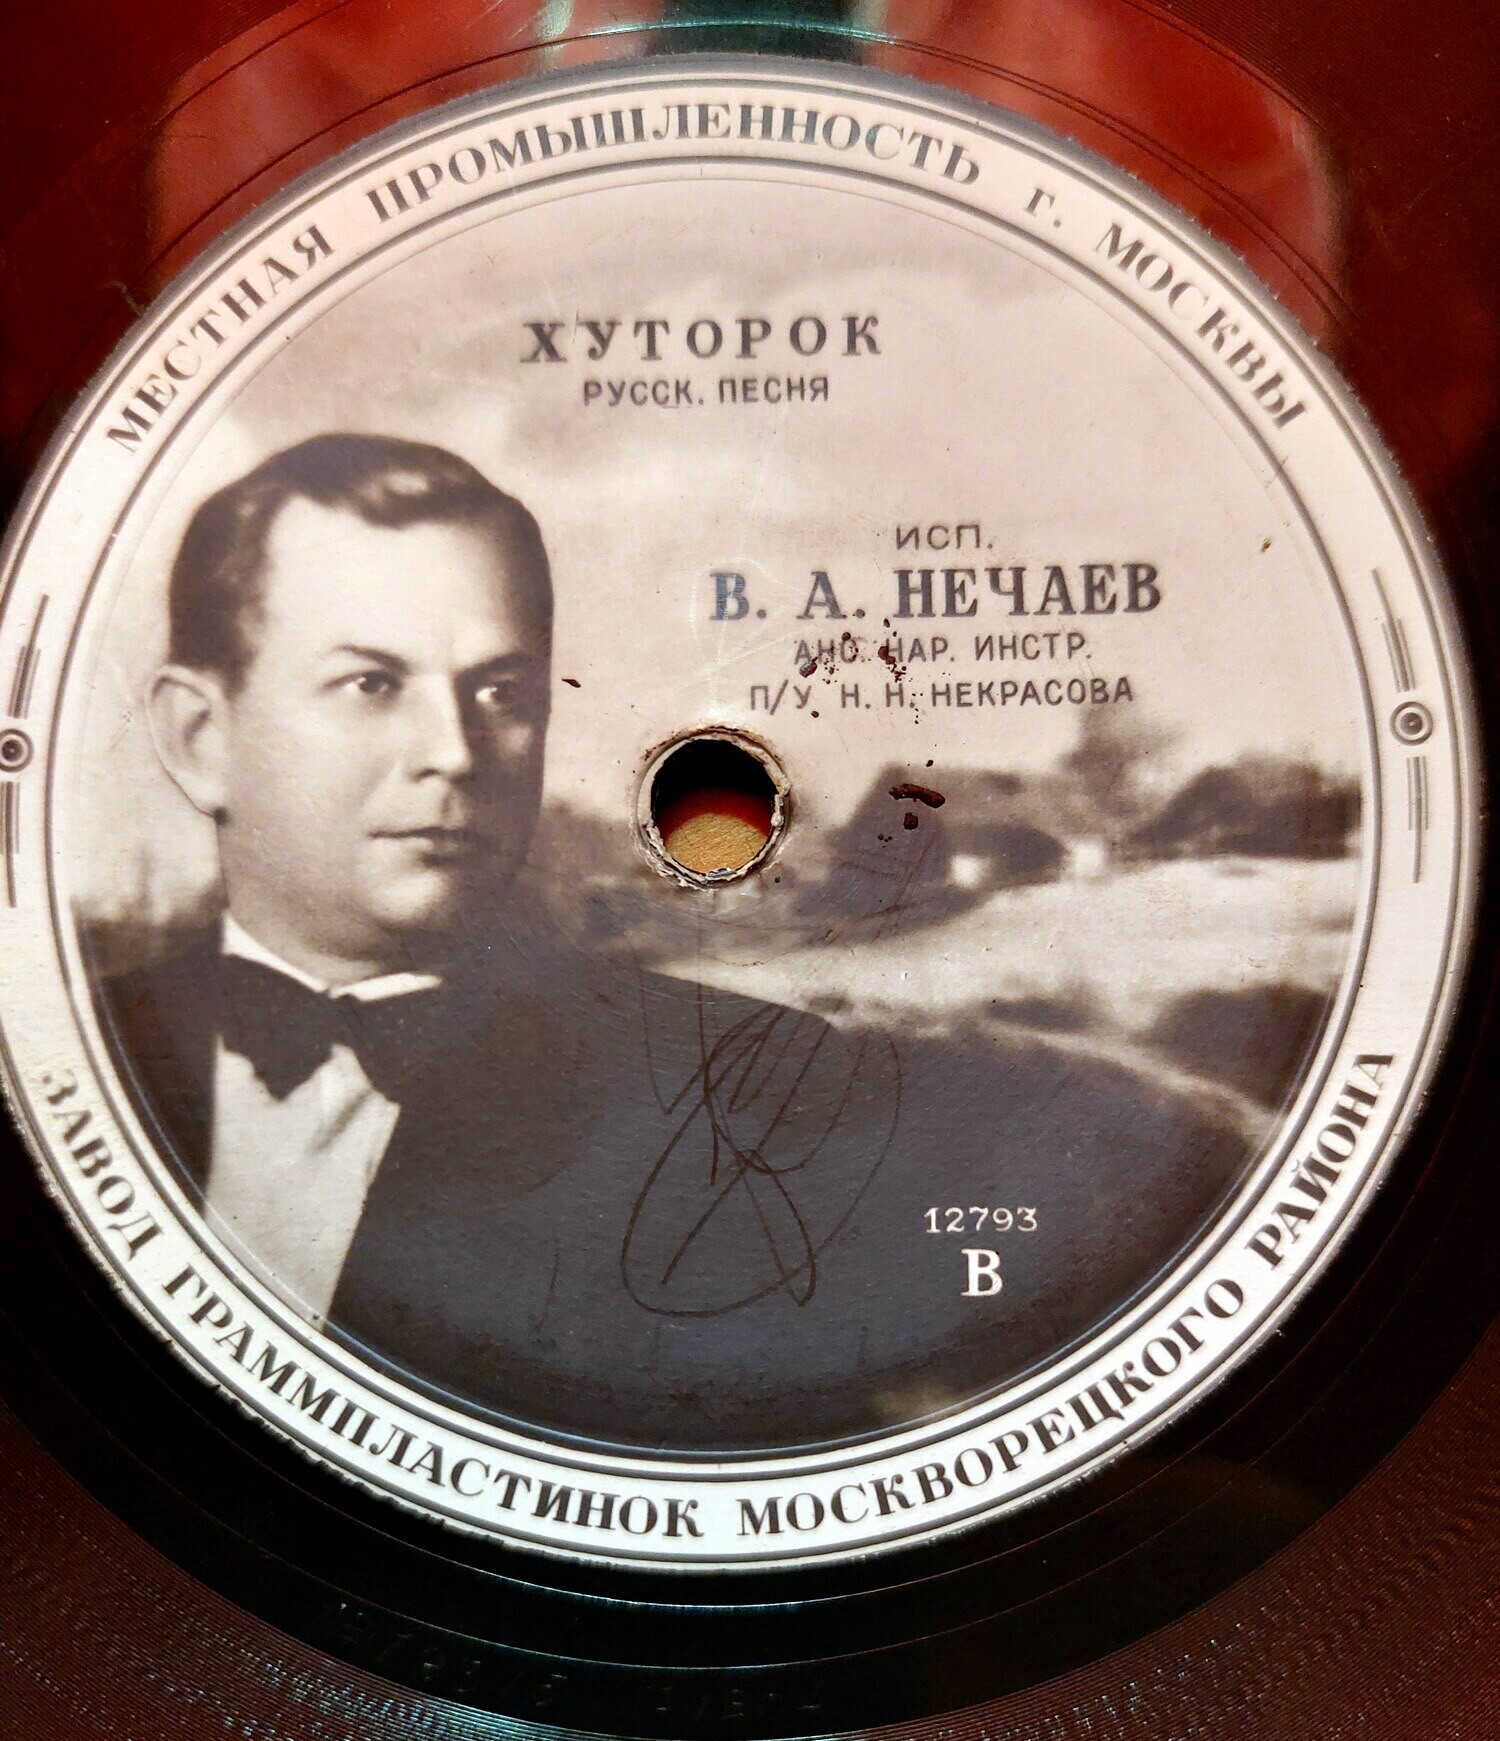 МЕСТНАЯ ПРОМЫШЛЕННОСТЬ г. МОСКВЫ
ХУТОРОК
РУССК. ПЕСНЯ
ИСП.
В. А. НЕЧАЕВ
АНС. НАР. ИНСТР.
П/У Н. Н. НЕКРАСОВА
12793
В
ЗАВОД ГРАММПЛАСТИНОК МОСКВОРЕЦКОГО РАЙОНА